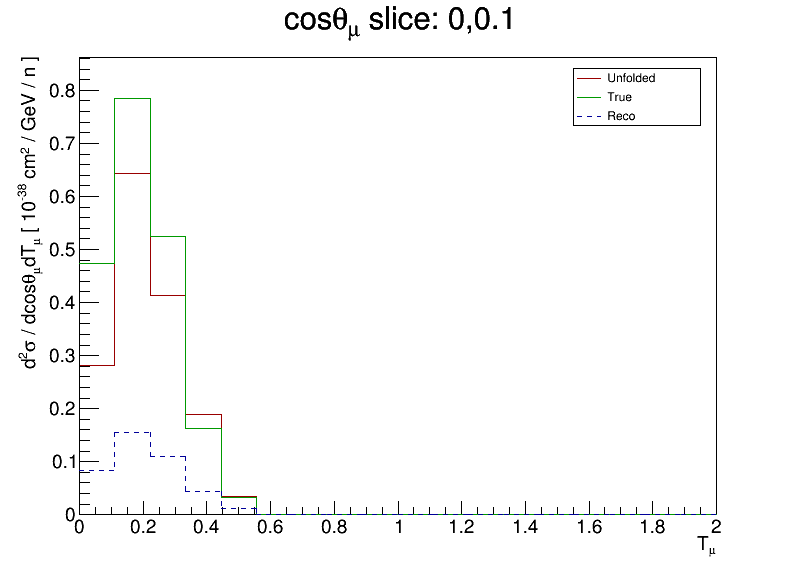 cosθμ slice: 0,0.1
d²σ / dcosθμdTμ [ 10⁻³⁸ cm² / GeV / n ]
0.8
0.7
0.6
0.5
0.4
0.3
0.2
0.1
0
Unfolded
True
Reco
0 0.2 0.4 0.6 0.8 1 1.2 1.4 1.6 1.8 2
Tμ